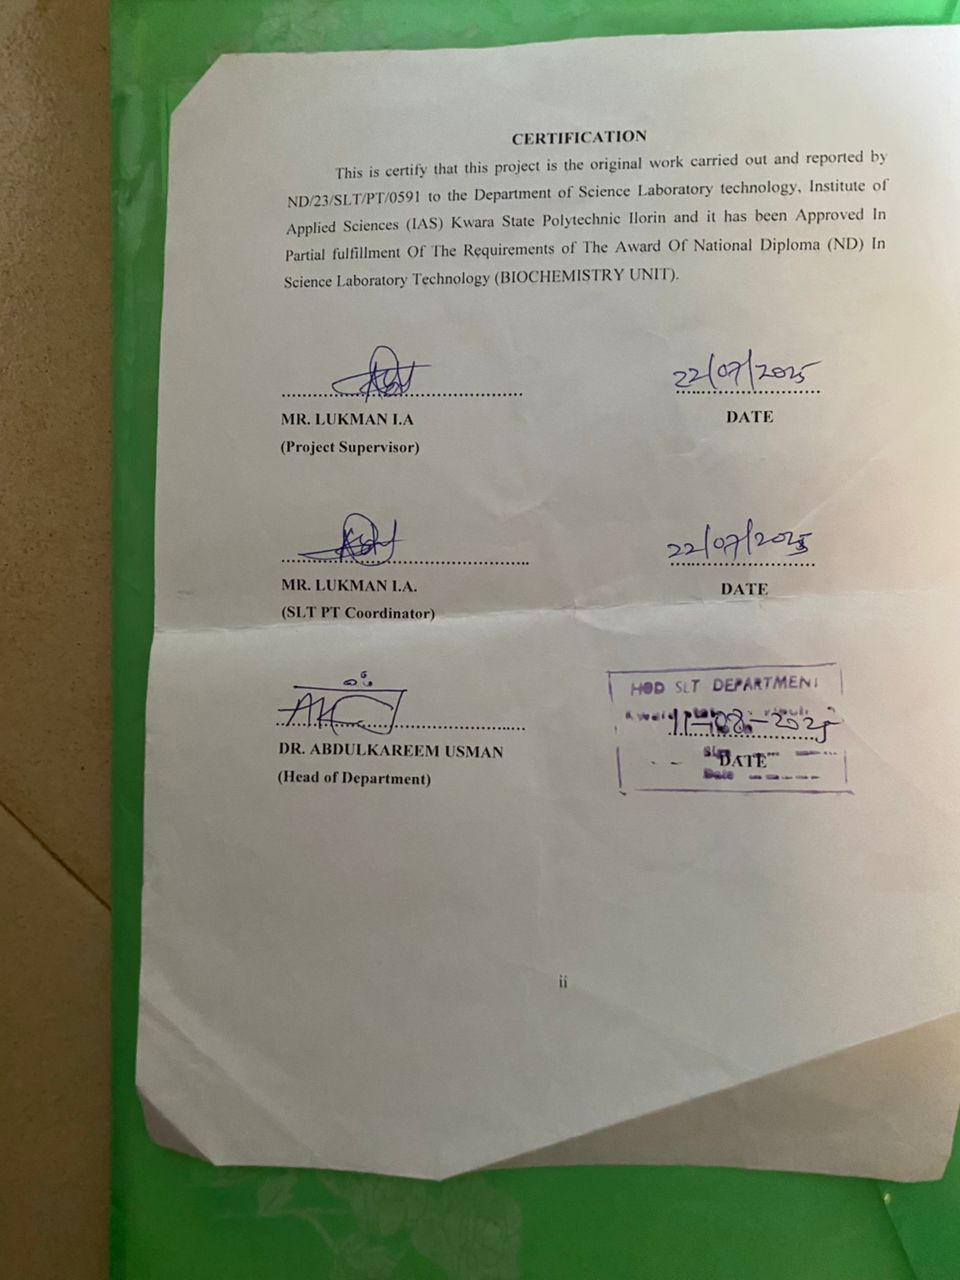 CERTIFICATION
This is certify that this project is the original work carried out and reported by
ND/23/SLT/PT/0591 to the Department of Science Laboratory technology, Institute of
Applied Sciences (IAS) Kwara State Polytechnic Ilorin and it has been Approved In
Partial fulfillment Of The Requirements of The Award Of National Diploma (ND) In
Science Laboratory Technology (BIOCHEMISTRY UNIT).
22/07/2025
MR. LUKMAN I.A
DATE
(Project Supervisor)
22/07/2025
MR. LUKMAN I.A.
DATE
(SLT PT Coordinator)
HOD SLT DEPARTMENT
11-08-2025
DR. ABDULKAREEM USMAN
DATE
(Head of Department)
Date
ii